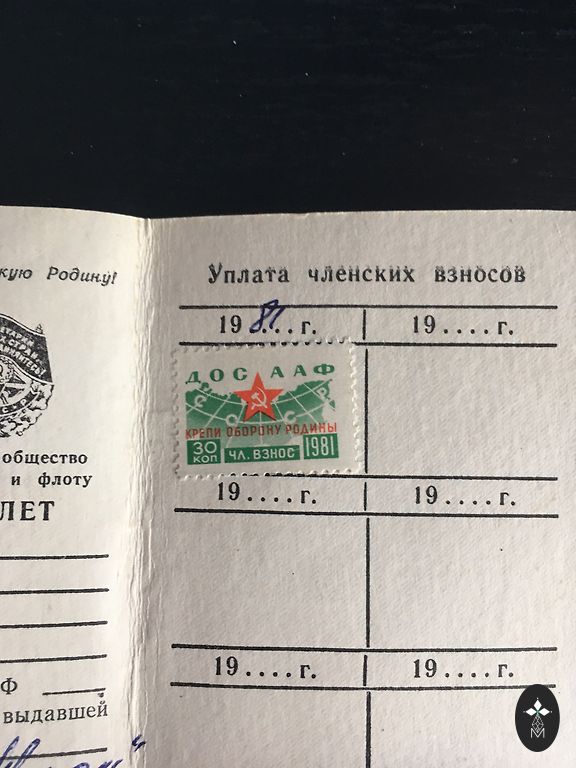 кую Родину!
общество
и флоту
ЛЕТ
Ф
выдавшей
Уплата членских взносов
1981...г.
19....г.
ДОСААФ
СССР
КРЕПИ ОБОРОНУ РОДИНЫ
30 КОП
ЧЛ. ВЗНОС
1981
19....г.
19....г.
19....г.
19....г.
М